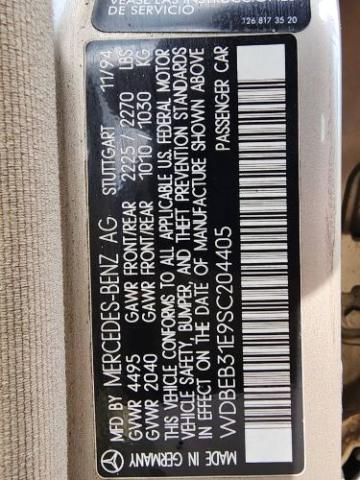 VEASE LAS INSTRUCCIONES
DE SERVICIO
126 817 35 20
MFD. BY MERCEDES-BENZ AG STUTTGART 11/94
GVWR 4495 GAWR FRONT/REAR 2225/2270 LBS
GVWR 2040 GAWR FRONT/REAR 1010/1030 KG
THIS VEHICLE CONFORMS TO ALL APPLICABLE U.S. FEDERAL MOTOR
VEHICLE SAFETY, BUMPER, AND THEFT PREVENTION STANDARDS
IN EFFECT ON THE DATE OF MANUFACTURE SHOWN ABOVE
WDBEB31E9SC204405 PASSENGER CAR
MADE IN GERMANY